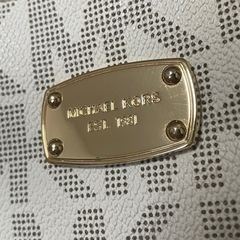 MICHAEL KORS
EST. 1981